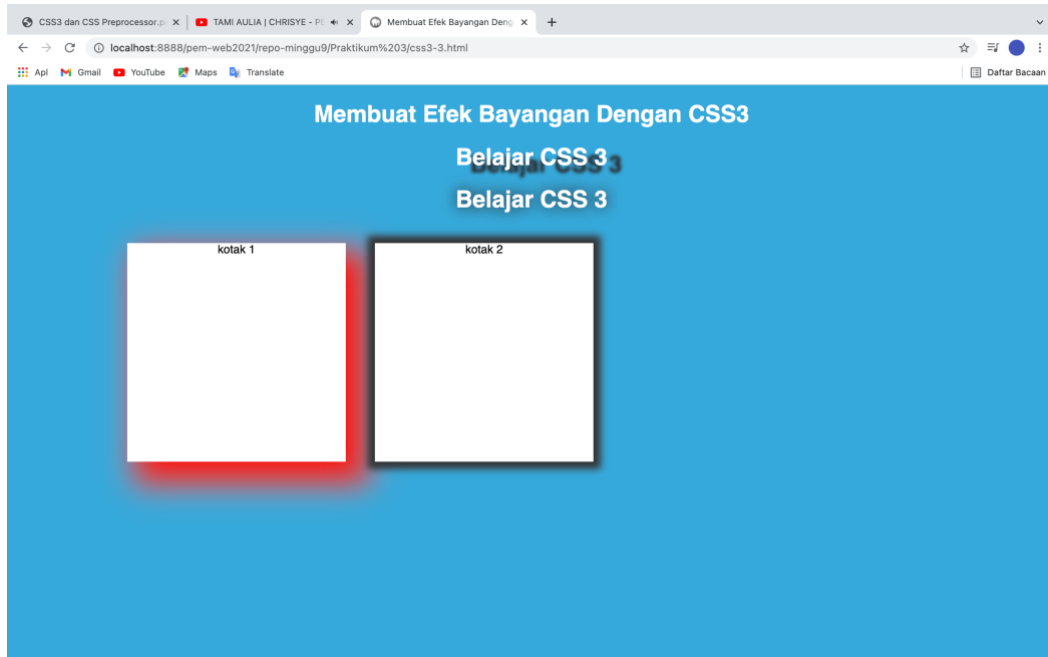 CSS3 dan CSS Preprocessor.p
TAMI AULIA | CHRISYE - PE
Membuat Efek Bayangan Deng
localhost:8888/pem-web2021/repo-minggu9/Praktikum%203/css3-3.html
Apl Gmail YouTube Maps Translate Daftar Bacaan
Membuat Efek Bayangan Dengan CSS3
Belajar CSS 3
Belajar CSS 3
kotak 1 kotak 2